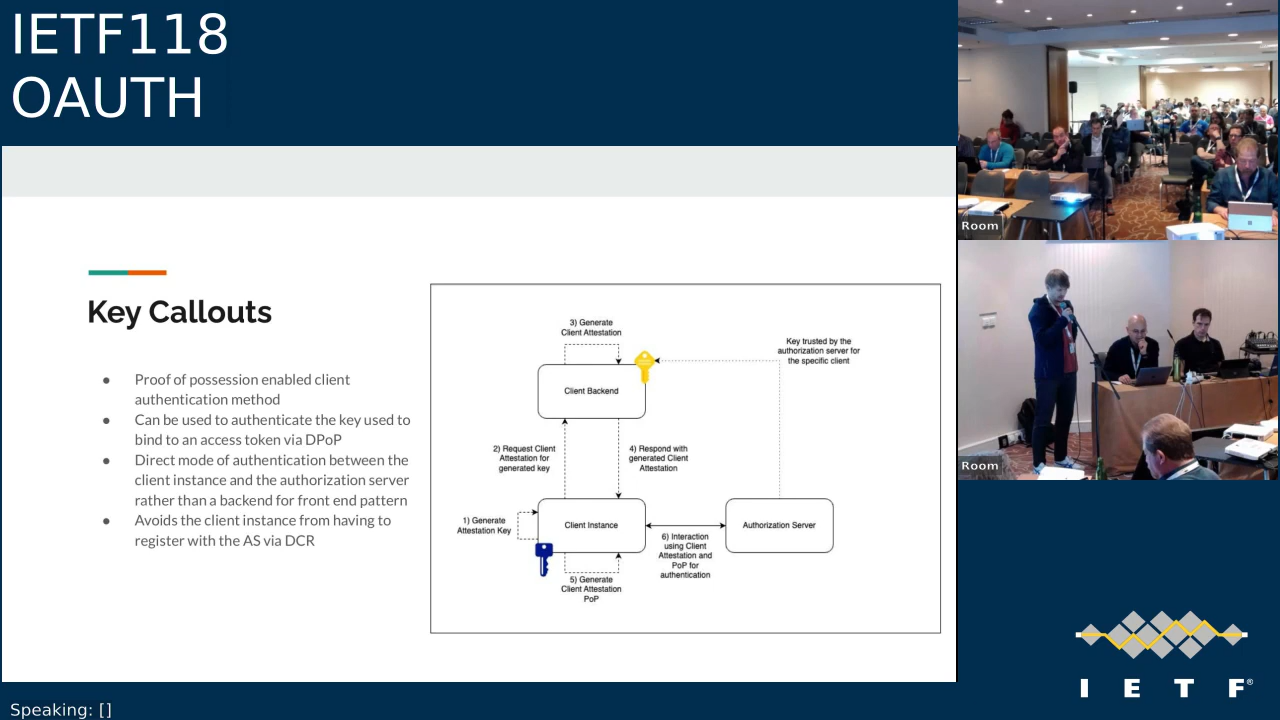 IETF118
OAUTH
Key Callouts
● Proof of possession enabled client
authentication method
● Can be used to authenticate the key used to
bind to an access token via DPoP
● Direct mode of authentication between the
client instance and the authorization server
rather than a backend for front end pattern
● Avoids the client instance from having to
register with the AS via DCR
3) Generate
Client Attestation
Key trusted by the
authorization server for
the specific client
Client Backend
2) Request Client
Attestation for
generated key
4) Respond with
generated Client
Attestation
1) Generate
Attestation Key
Client Instance
Authorization Server
6) Interaction
using Client
Attestation and
PoP for
authentication
5) Generate
Client Attestation
PoP
Room
Room
I E T F®
Speaking: []